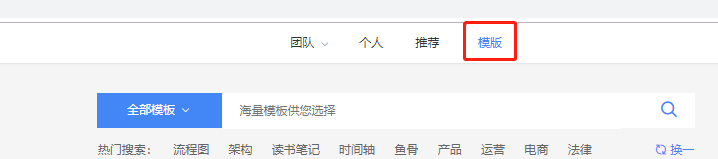 团队 个人 推荐 模版
全部模板 海量模板供您选择
热门搜索： 流程图 架构 读书笔记 时间轴 鱼骨 产品 运营 电商 法律 换一